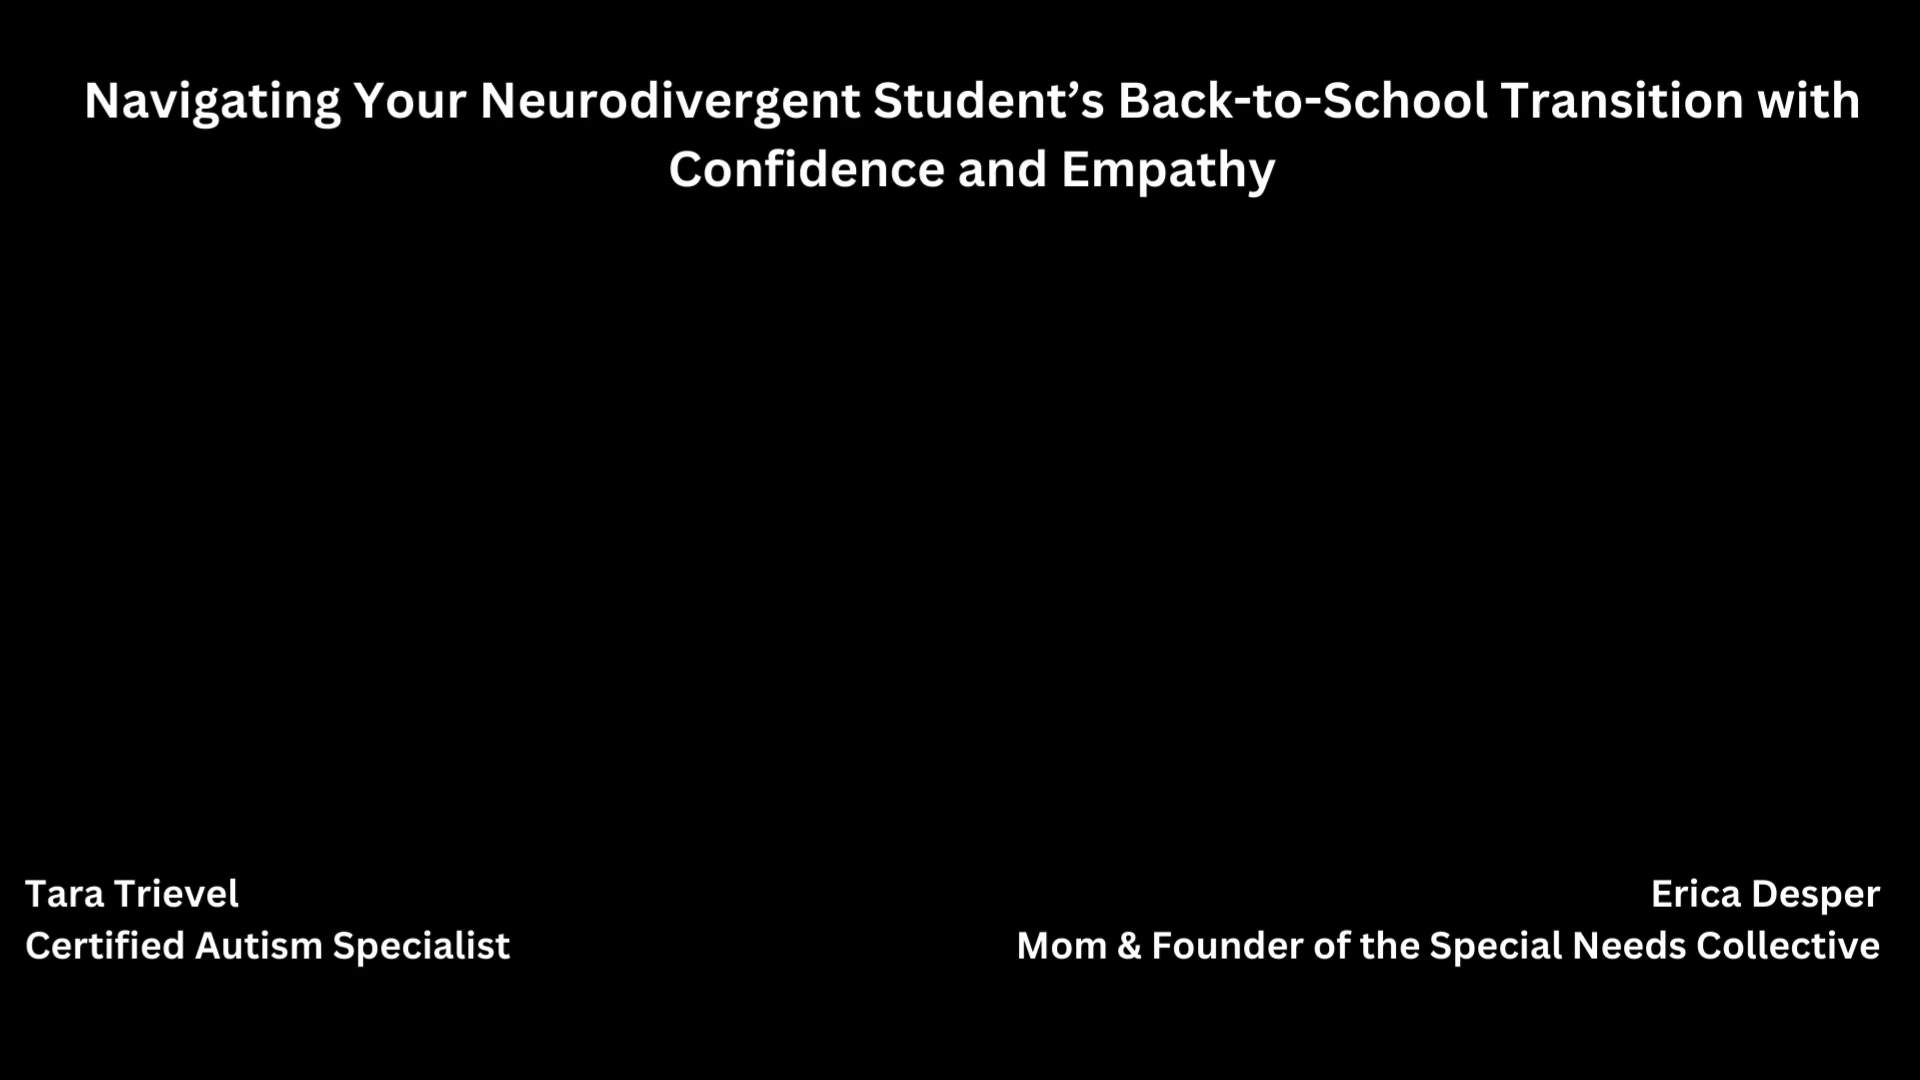 Navigating Your Neurodivergent Student’s Back-to-School Transition with
Confidence and Empathy
Tara Trievel
Certified Autism Specialist
Erica Desper
Mom & Founder of the Special Needs Collective